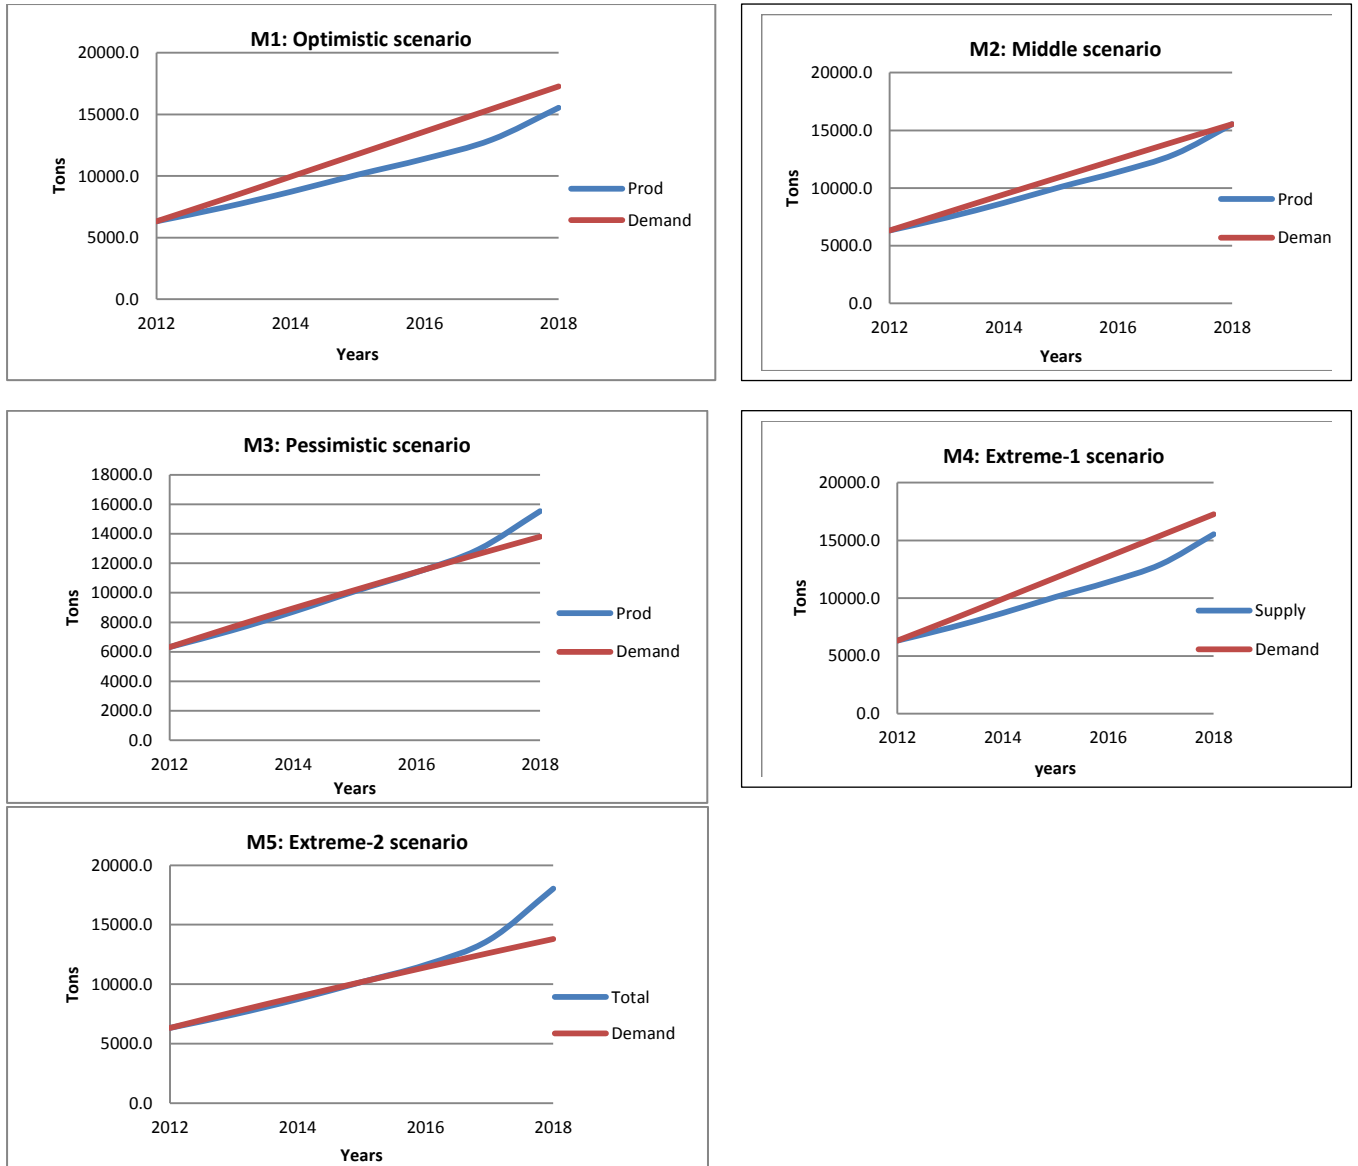 M1: Optimistic scenario
20000.0
15000.0
10000.0
5000.0
0.0
Tons
2012 2014 2016 2018
Years
Prod
Demand
M2: Middle scenario
20000.0
15000.0
10000.0
5000.0
0.0
Tons
2012 2014 2016 2018
Years
Prod
Deman
M3: Pessimistic scenario
18000.0
16000.0
14000.0
12000.0
10000.0
8000.0
6000.0
4000.0
2000.0
0.0
Tons
2012 2014 2016 2018
Years
Prod
Demand
M4: Extreme-1 scenario
20000.0
15000.0
10000.0
5000.0
0.0
Tons
2012 2014 2016 2018
years
Supply
Demand
M5: Extreme-2 scenario
20000.0
15000.0
10000.0
5000.0
0.0
Tons
2012 2014 2016 2018
Years
Total
Demand